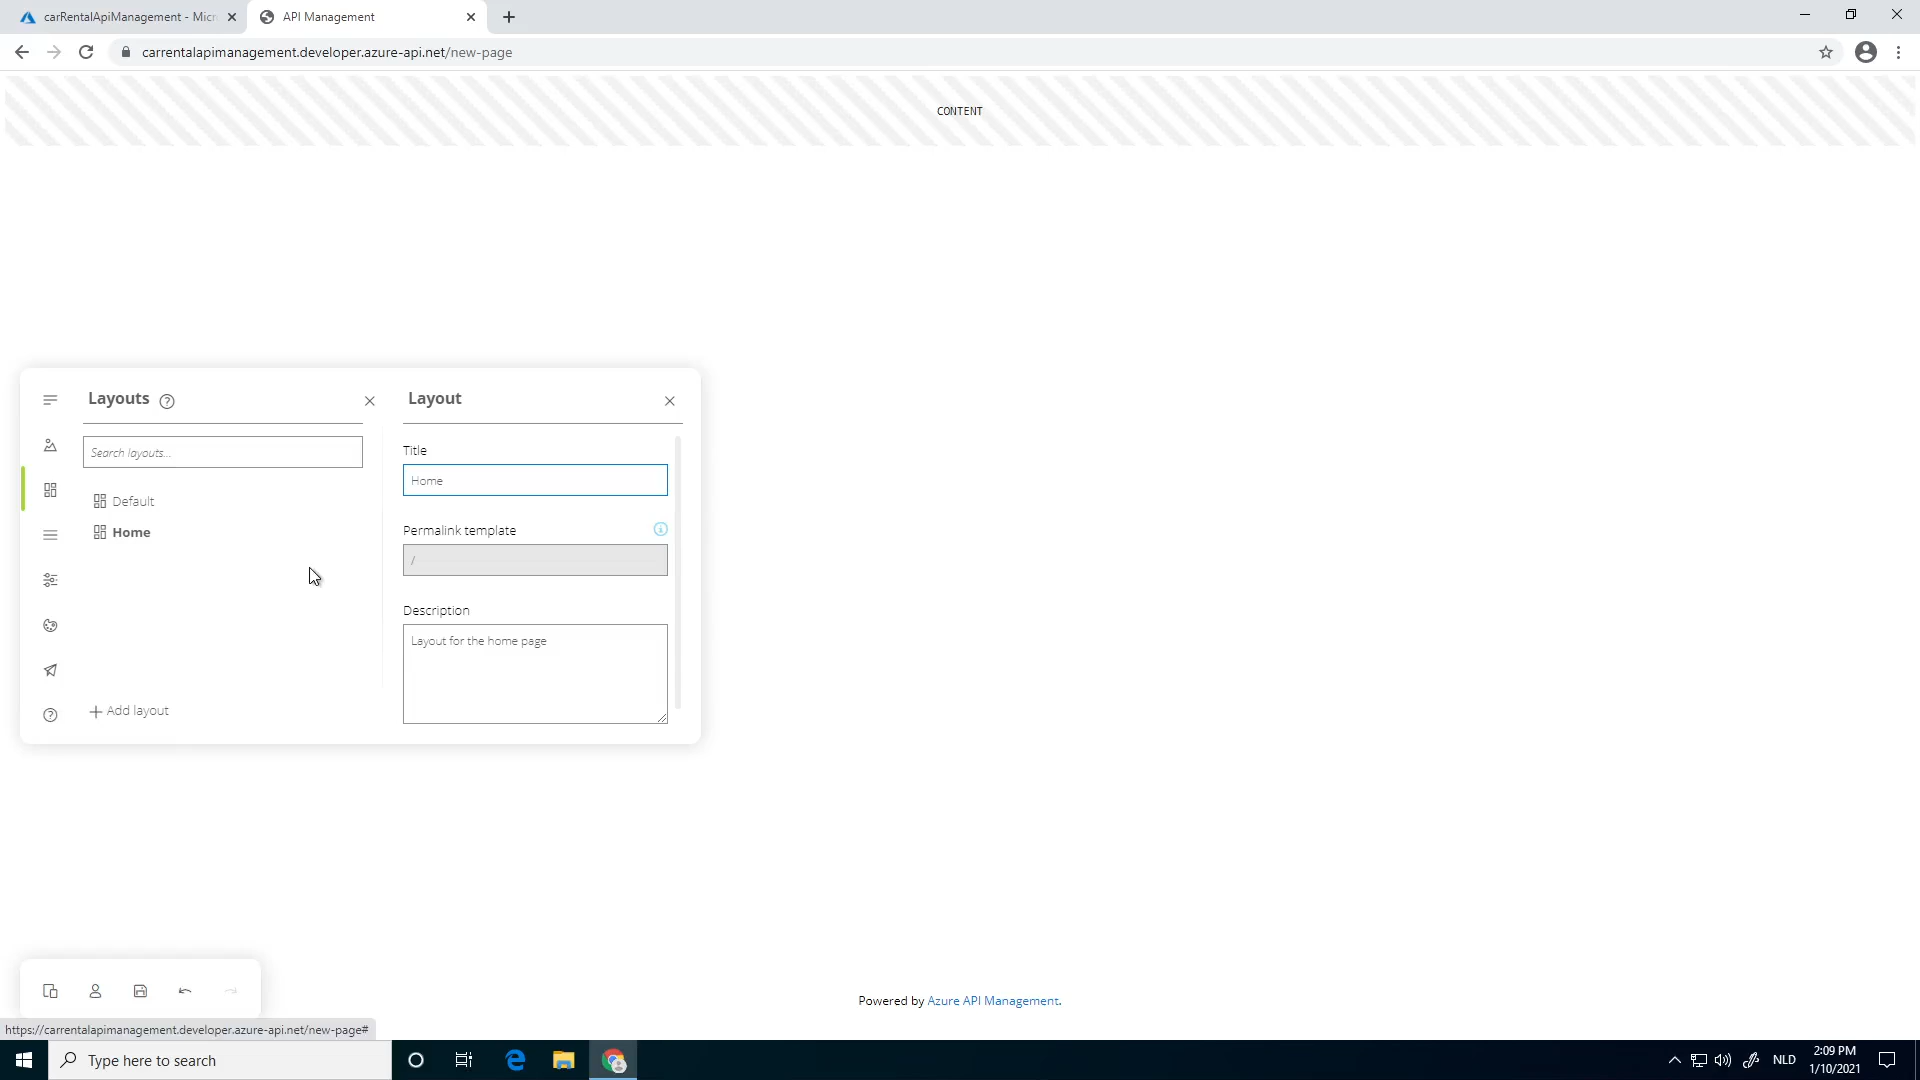 carRentalApiManagement - Micr
API Management
carrentalapimanagement.developer.azure-api.net/new-page
CONTENT
Layouts
Layout
Search layouts...
Title
Home
Default
Home
Permalink template
/
Description
Layout for the home page
Add layout
Powered by Azure API Management.
https://carrentalapimanagement.developer.azure-api.net/new-page#
Type here to search
NLD
2:09 PM
1/10/2021